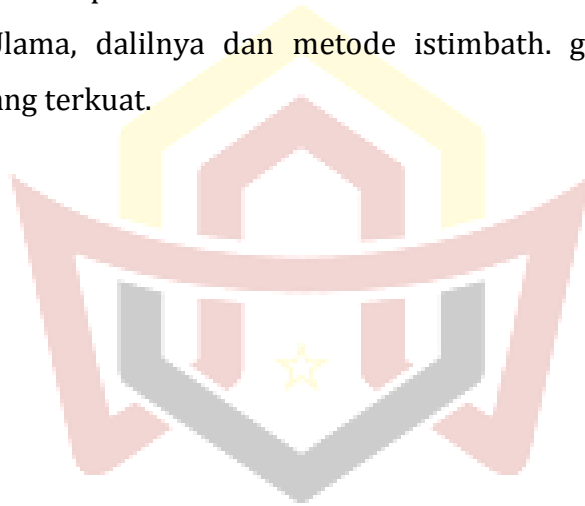 Ulama, dalilnya dan metode istimbath. g
ang terkuat.